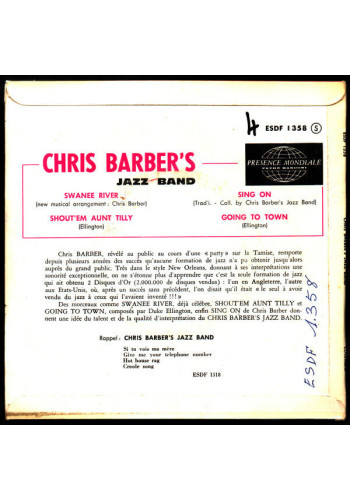 4
ESDF 1358 S
CHRIS BARBER'S
JAZZ BAND
PRESENCE MONDIALE
SWANEE RIVER
(new musical arrangement : Chris Barber)
SING ON
(Trad'l. - Coll. by Chris Barber's Jazz Band)
SHOUT'EM AUNT TILLY
(Ellington)
GOING TO TOWN
(Ellington)
Chris BARBER, révélé au public au cours d'une « party » sur la Tamise, remporte
depuis plusieurs années des succès qu'aucune formation de jazz n'a pu obtenir jusqu'alors
auprès du grand public. Très dans le style New Orleans, donnant à ses interprétations une
sonorité exceptionnelle, on ne s'étonnera plus d'apprendre que c'est la seule formation de jazz
qui ait obtenu 2 Disques d'Or (2.000.000 de disques vendus) : l'un en Angleterre, l'autre
aux Etats-Unis, où, après un succès sans précédent, l'on disait qu'il était « le seul à avoir
vendu du jazz à ceux qui l'avaient inventé !!! »
Des morceaux comme SWANEE RIVER, déjà célèbre, SHOUT'EM AUNT TILLY et
GOING TO TOWN, composés par Duke Ellington, enfin SING ON de Chris Barber donnent
une idée du talent et de la qualité d'interprétation du CHRIS BARBER'S JAZZ BAND.
Rappel : CHRIS BARBER'S JAZZ BAND
Si tu vois ma mère
Give me your telephone number
Hot house rag
Creole song
ESDF 1310
ESDF 1358